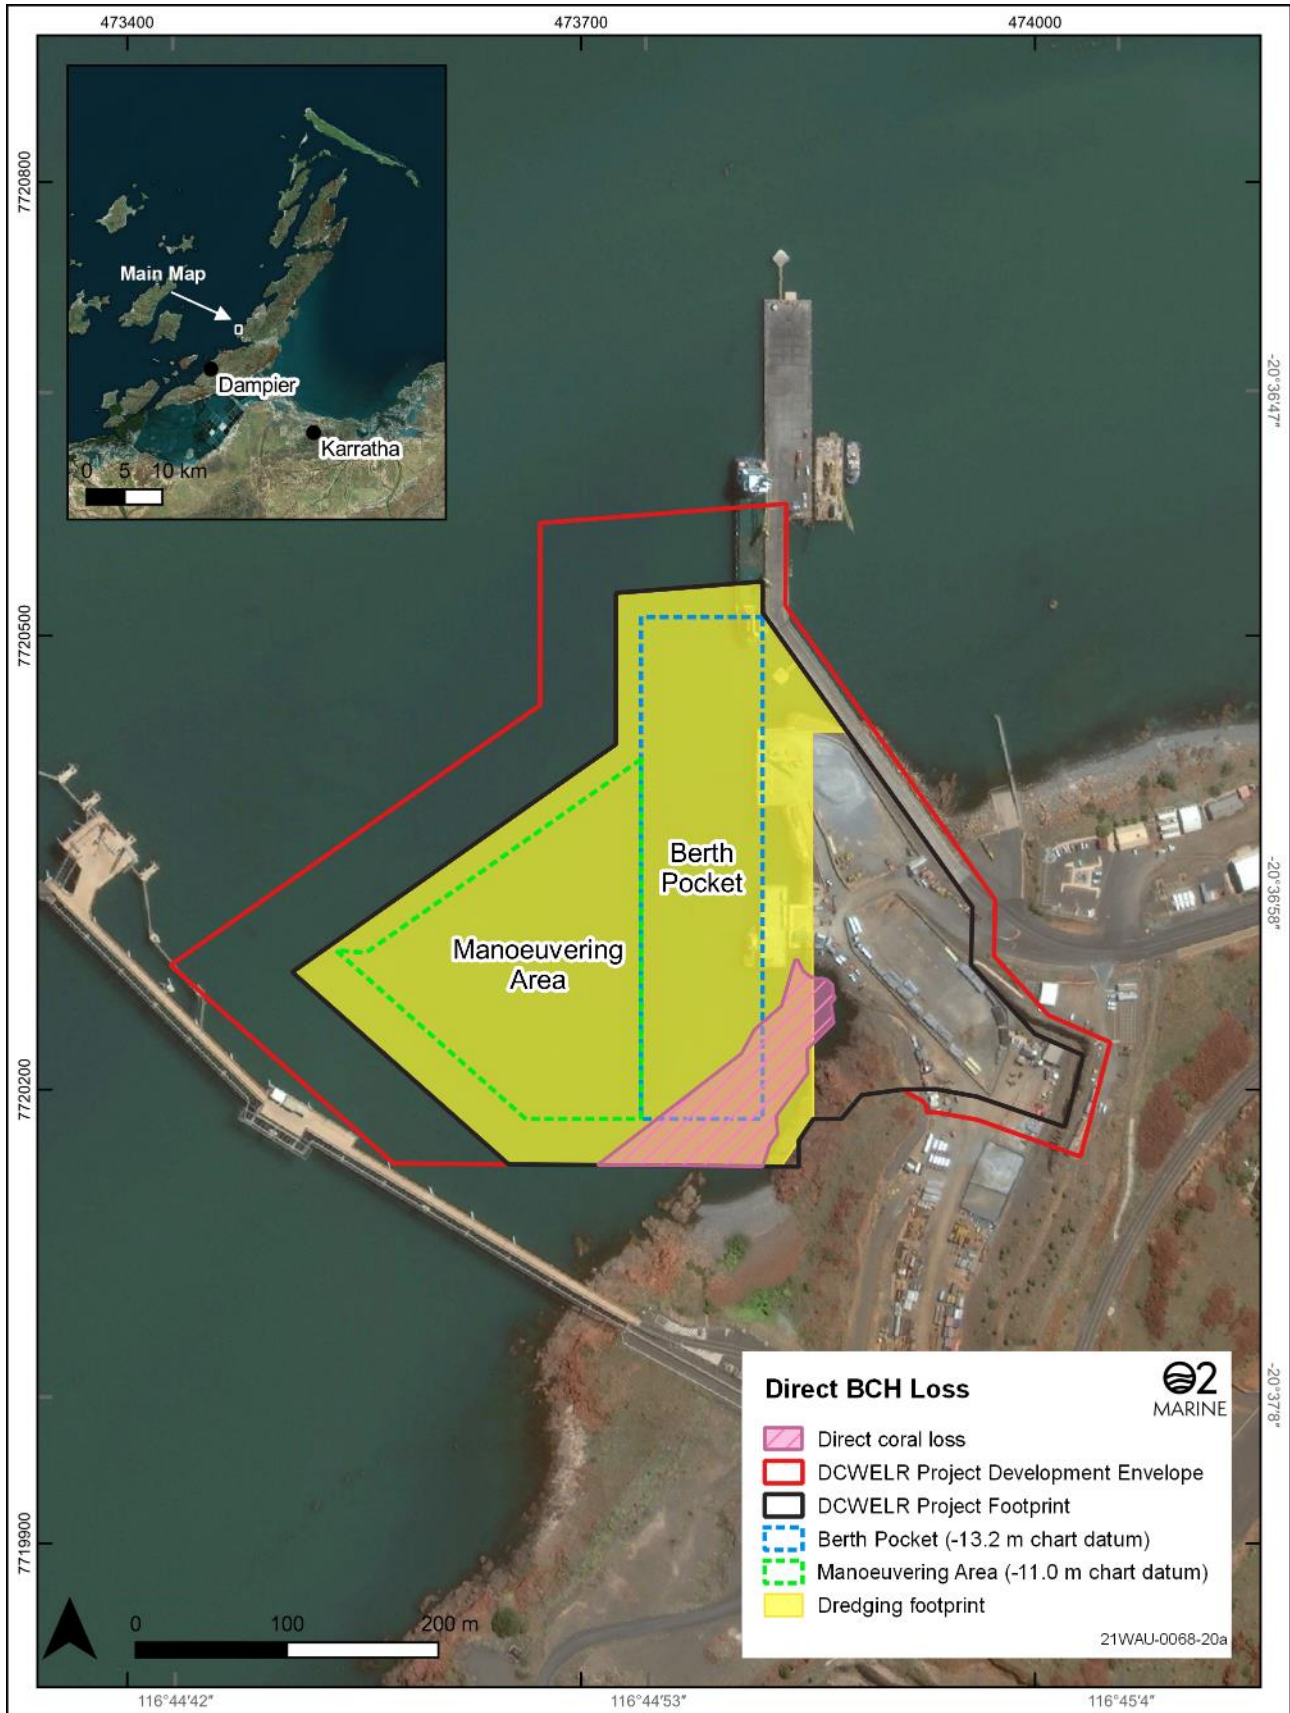 473400
473700
474000
7720800
7720500
7720200
7719900
-20°36'47"
-20°36'58"
-20°37'8"
Main Map
Dampier
Karratha
0 5 10 km
Berth
Pocket
Manoeuvering
Area
Direct BCH Loss
2
MARINE
Direct coral loss
DCWELR Project Development Envelope
DCWELR Project Footprint
Berth Pocket (-13.2 m chart datum)
Manoeuvering Area (-11.0 m chart datum)
Dredging footprint
21WAU-0068-20a
0 100 200 m
116°44'42"
116°44'53"
116°45'4"